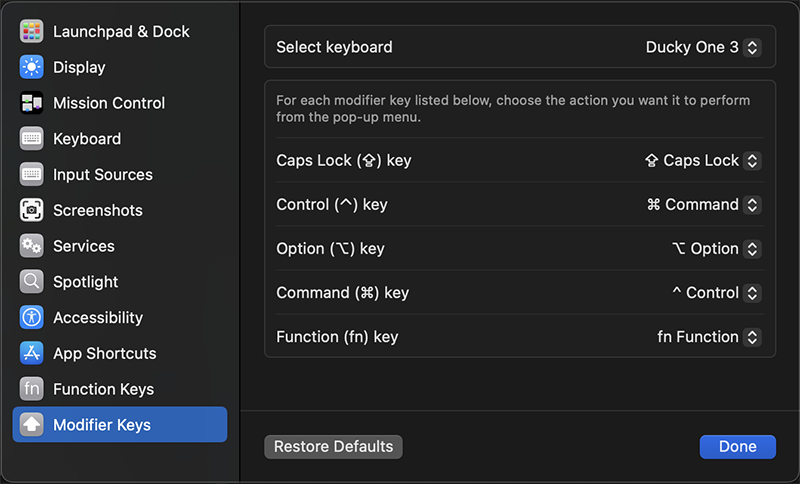 Launchpad & Dock
Display
Mission Control
Keyboard
Input Sources
Screenshots
Services
Spotlight
Accessibility
App Shortcuts
fn Function Keys
Modifier Keys
Select keyboard Ducky One 3
For each modifier key listed below, choose the action you want it to perform
from the pop-up menu.
Caps Lock (⇪) key ⇪ Caps Lock
Control (^) key ⌘ Command
Option (⌥) key ⌥ Option
Command (⌘) key ^ Control
Function (fn) key fn Function
Restore Defaults Done